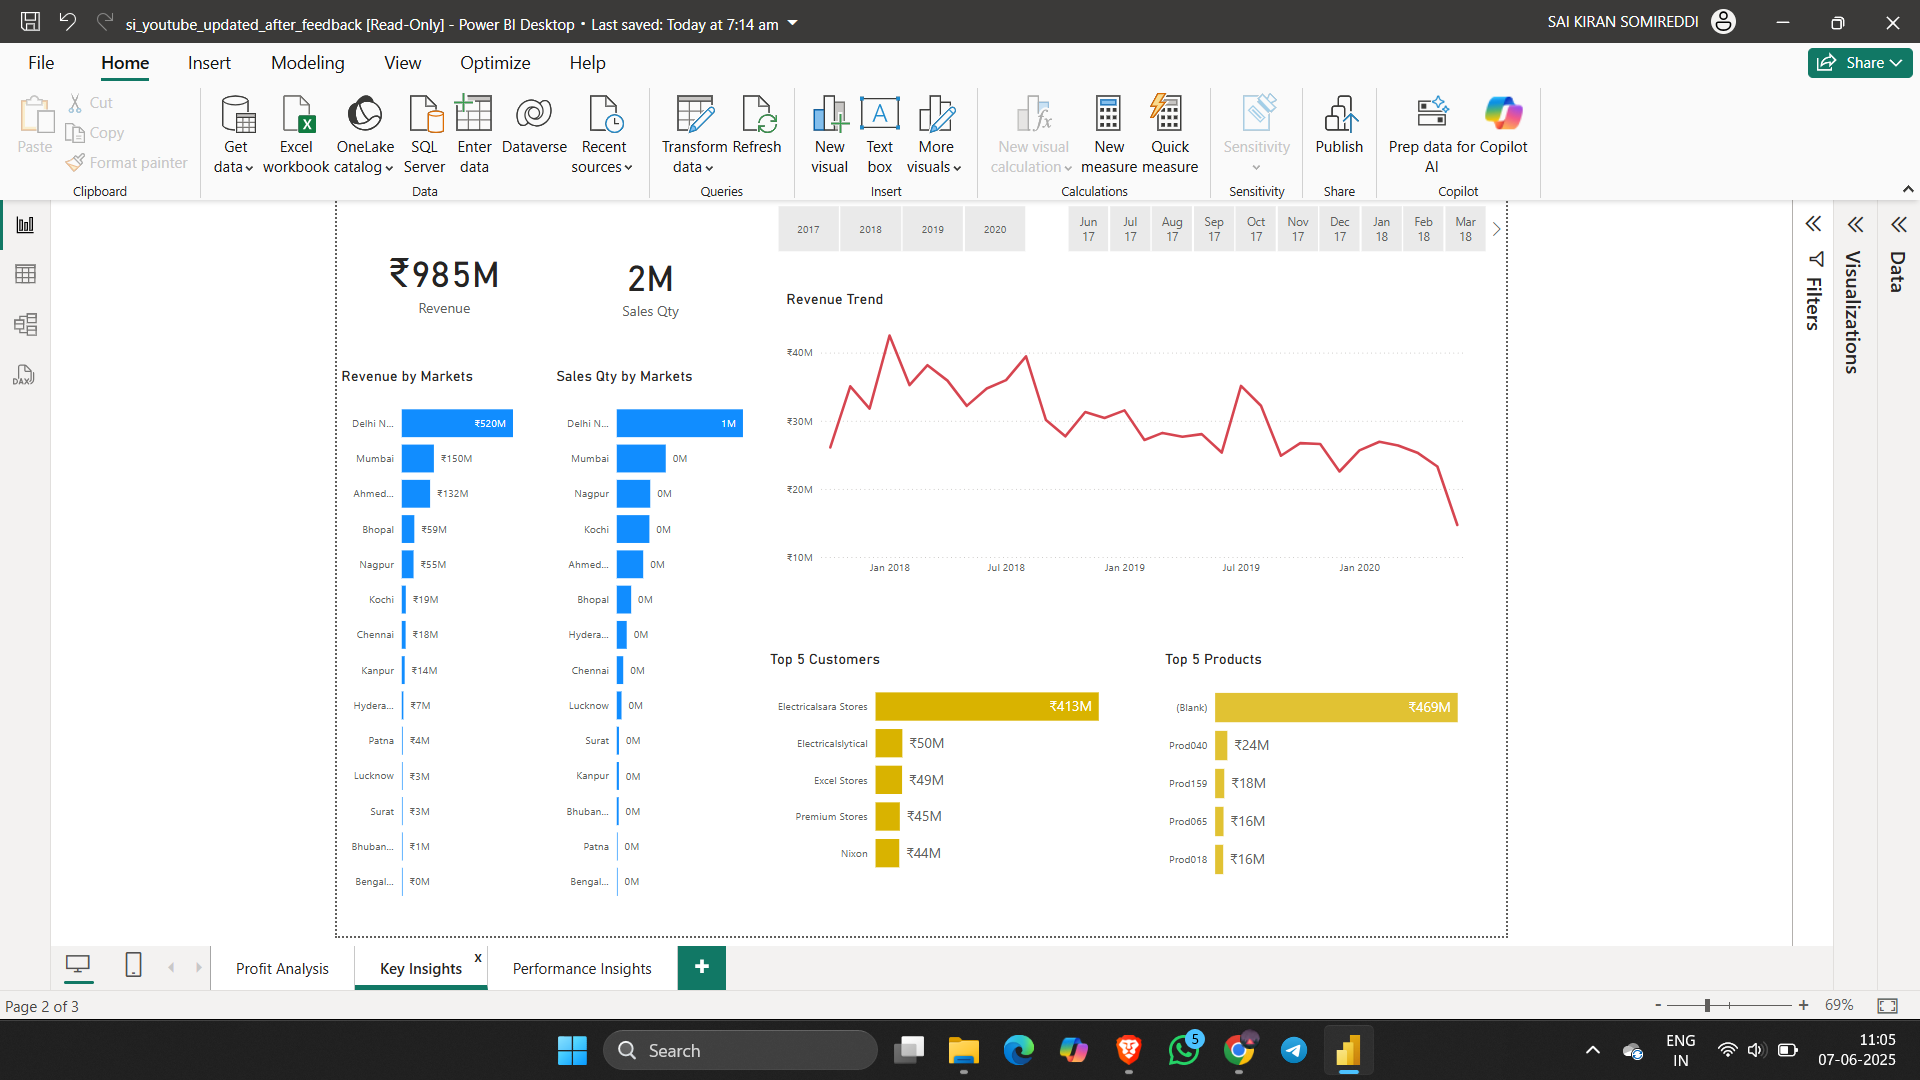 si_youtube_updated_after_feedback [Read-Only] - Power BI Desktop • Last saved: Today at 7:14 am
SAI KIRAN SOMIREDDI
File
Home
Insert
Modeling
View
Optimize
Help
Share
Paste
Cut
Copy
Format painter
Clipboard
Get data
Excel workbook
OneLake catalog
SQL Server
Enter data
Dataverse
Recent sources
Data
Transform data
Refresh
Queries
New visual
Text box
More visuals
Insert
New visual calculation
New measure
Quick measure
Calculations
Sensitivity
Sensitivity
Publish
Share
Prep data for AI
Copilot
Copilot
DAX
2017
2018
2019
2020
Jun 17
Jul 17
Aug 17
Sep 17
Oct 17
Nov 17
Dec 17
Jan 18
Feb 18
Mar 18
₹985M
Revenue
2M
Sales Qty
Revenue by Markets
Delhi N... ₹520M
Mumbai ₹150M
Ahmed... ₹132M
Bhopal ₹59M
Nagpur ₹55M
Kochi ₹19M
Chennai ₹18M
Kanpur ₹14M
Hydera... ₹7M
Patna ₹4M
Lucknow ₹3M
Surat ₹3M
Bhuban... ₹1M
Bengal... ₹0M
Sales Qty by Markets
Delhi N... 1M
Mumbai 0M
Nagpur 0M
Kochi 0M
Ahmed... 0M
Bhopal 0M
Hydera... 0M
Chennai 0M
Lucknow 0M
Surat 0M
Kanpur 0M
Bhuban... 0M
Patna 0M
Bengal... 0M
Revenue Trend
₹40M
₹30M
₹20M
₹10M
Jan 2018
Jul 2018
Jan 2019
Jul 2019
Jan 2020
Top 5 Customers
Electricalsara Stores ₹413M
Electricalslytical ₹50M
Excel Stores ₹49M
Premium Stores ₹45M
Nixon ₹44M
Top 5 Products
(Blank) ₹469M
Prod040 ₹24M
Prod159 ₹18M
Prod065 ₹16M
Prod018 ₹16M
Filters
Visualizations
Data
Profit Analysis
Key Insights
x
Performance Insights
+
Page 2 of 3
- + 69%
Search
5
ENG
IN
11:05
07-06-2025